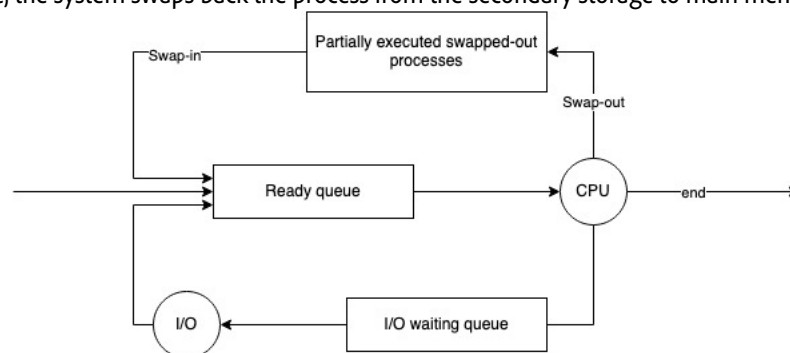 the system swaps back the process from the secondary storage to main
Partially executed swapped-out
processes
Swap-in
Swap-out
Ready queue
CPU
end
I/O
I/O waiting queue